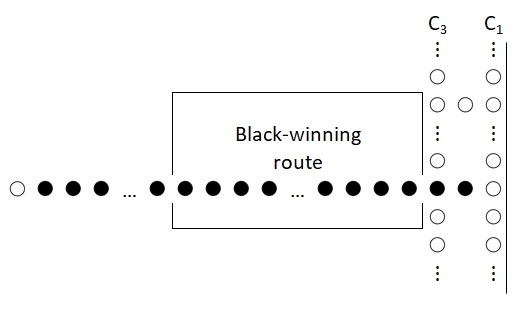 C₃ C₁
Black-winning
route
... ...